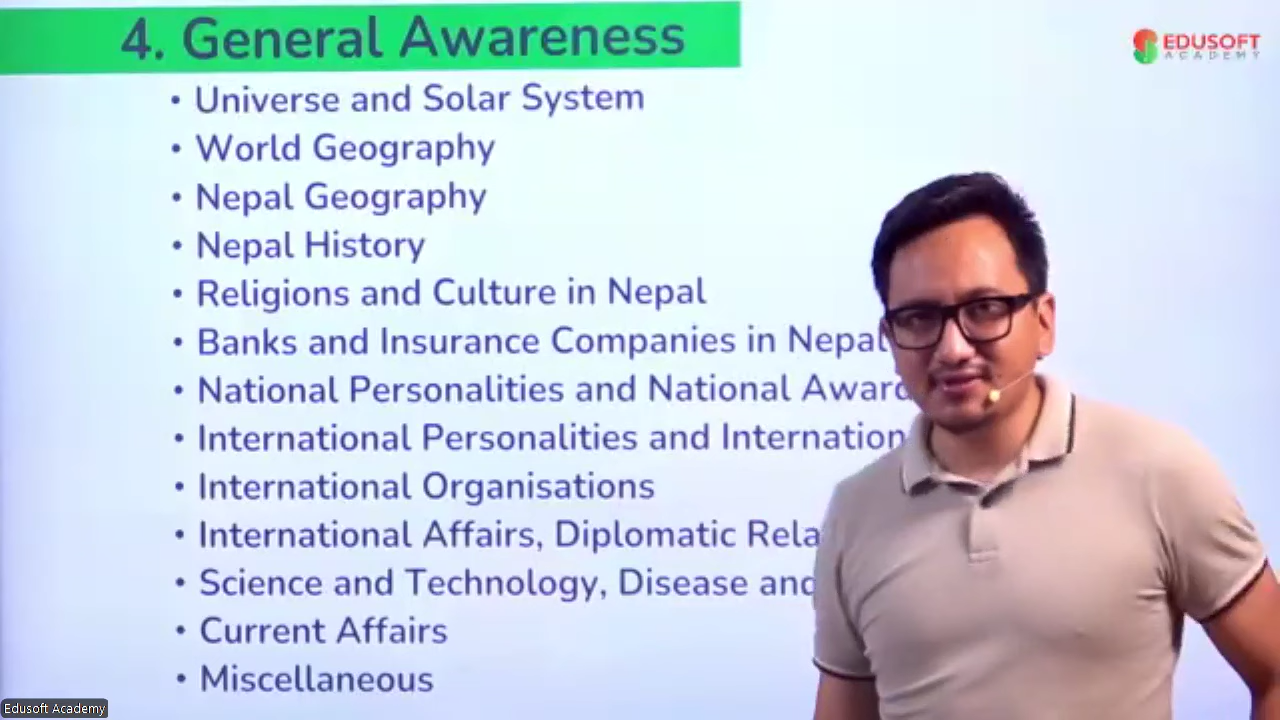 4. General Awareness
EDUSOFT
ACADEMY
• Universe and Solar System
• World Geography
• Nepal Geography
• Nepal History
• Religions and Culture in Nepal
• Banks and Insurance Companies in Nepal
• National Personalities and National Award
• International Personalities and Internation
• International Organisations
• International Affairs, Diplomatic Rela
• Science and Technology, Disease and
• Current Affairs
• Miscellaneous
Edusoft Academy